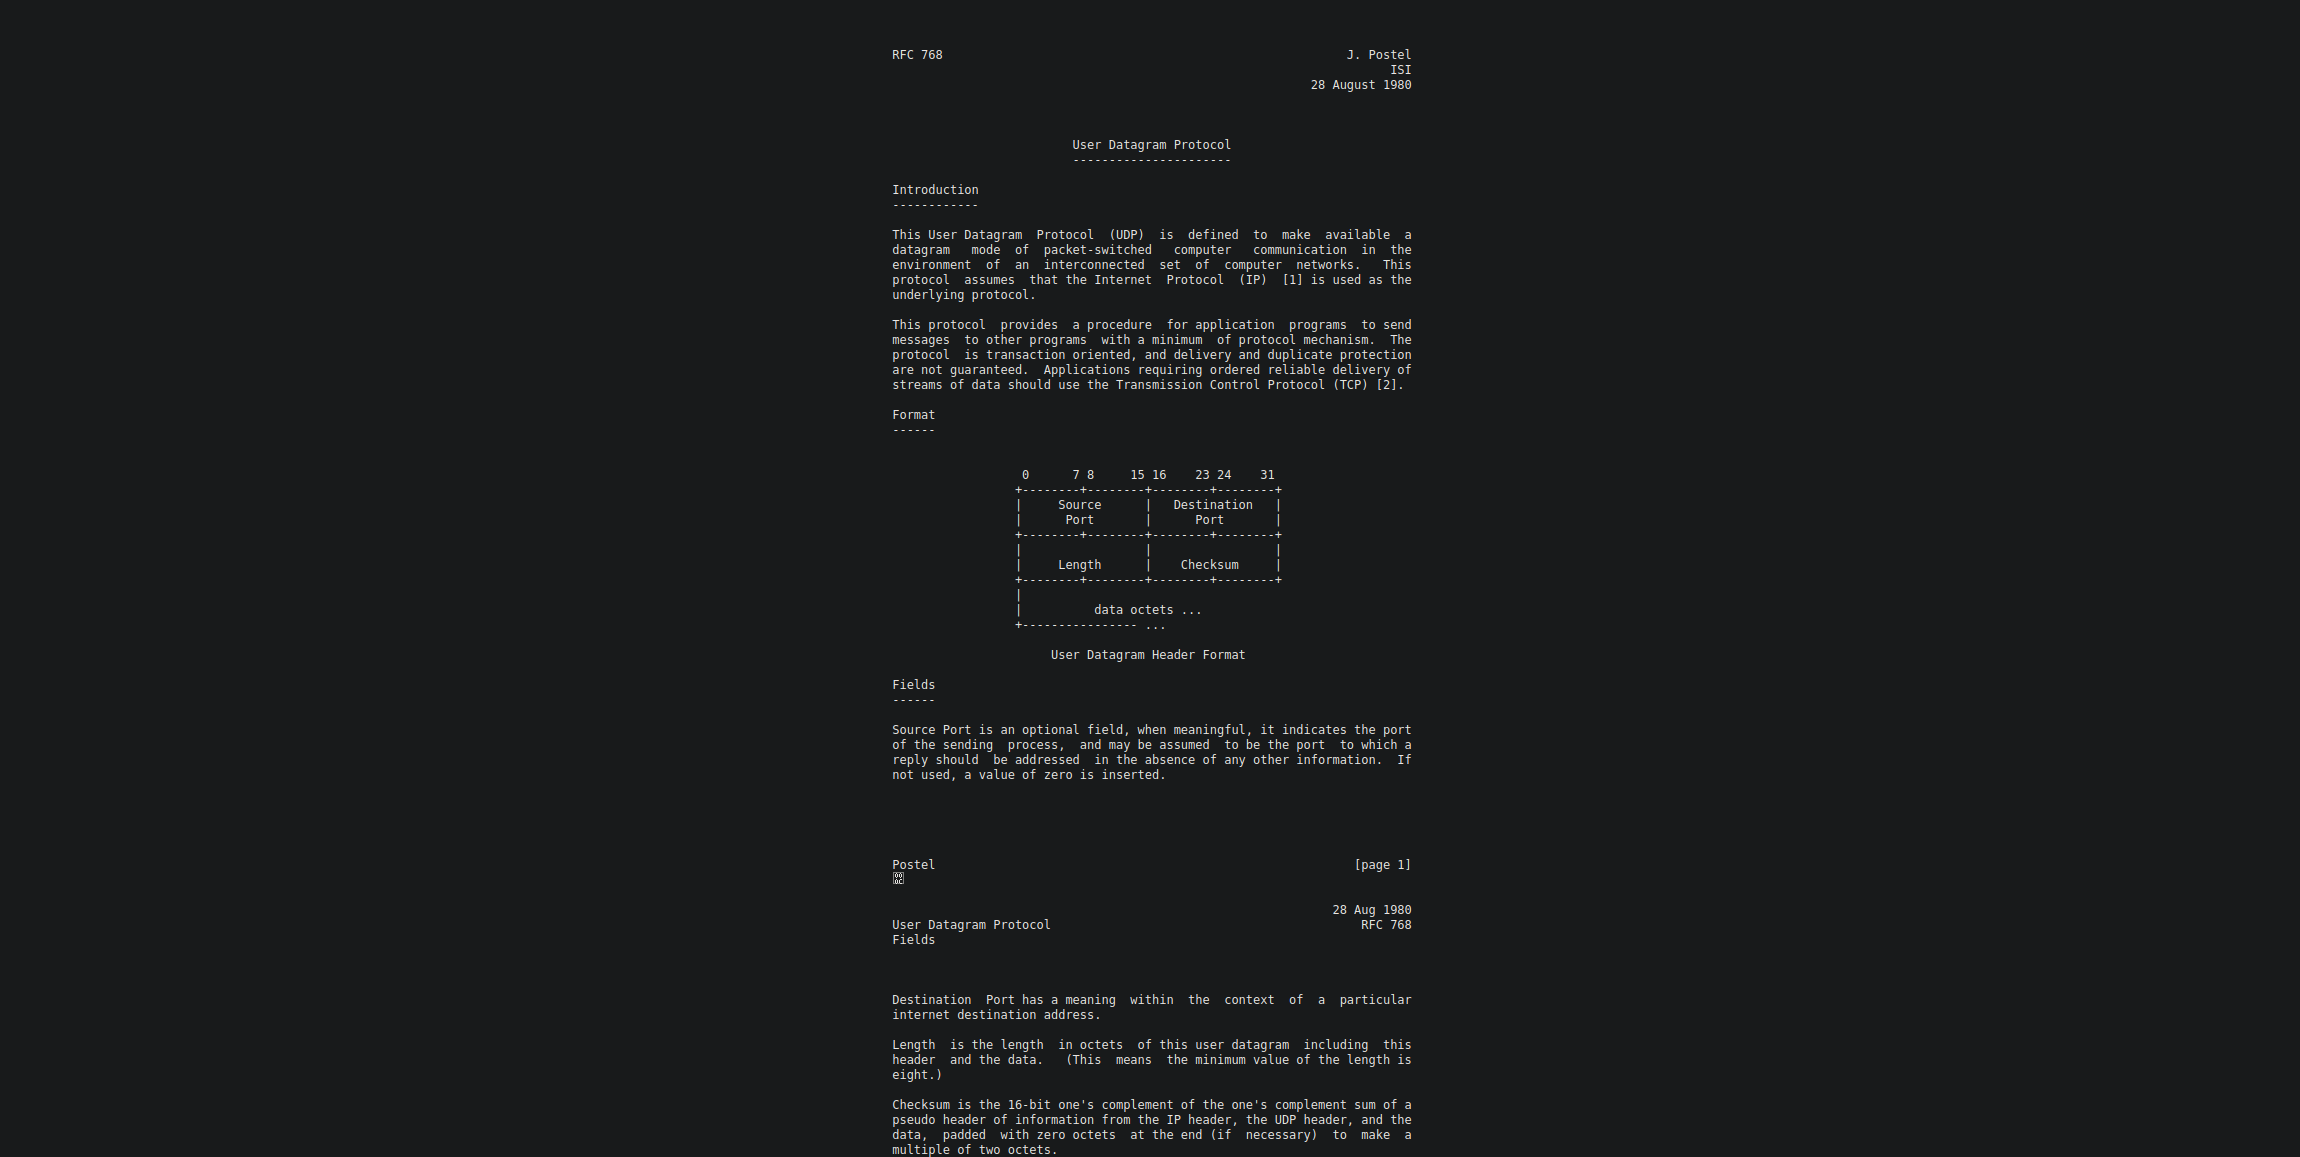 RFC 768                                                        J. Postel
                                                                     ISI
                                                          28 August 1980
                         User Datagram Protocol
                         ----------------------
Introduction
------------
This User Datagram  Protocol  (UDP)  is  defined  to  make  available  a
datagram   mode  of  packet-switched   computer   communication  in  the
environment  of  an  interconnected  set  of  computer  networks.   This
protocol  assumes  that the Internet  Protocol  (IP)  [1] is used as the
underlying protocol.
This protocol  provides  a procedure  for application  programs  to send
messages  to other programs  with a minimum  of protocol mechanism.  The
protocol  is transaction oriented, and delivery and duplicate protection
are not guaranteed.  Applications requiring ordered reliable delivery of
streams of data should use the Transmission Control Protocol (TCP) [2].
Format
------
                  0      7 8     15 16    23 24    31
                 +--------+--------+--------+--------+
                 |     Source      |   Destination   |
                 |      Port       |      Port       |
                 +--------+--------+--------+--------+
                 |                 |                 |
                 |     Length      |    Checksum     |
                 +--------+--------+--------+--------+
                 |
                 |          data octets ...
                 +---------------- ...
                      User Datagram Header Format
Fields
------
Source Port is an optional field, when meaningful, it indicates the port
of the sending  process,  and may be assumed  to be the port  to which a
reply should  be addressed  in the absence of any other information.  If
not used, a value of zero is inserted.
Postel                                                          [page 1]
                                                             28 Aug 1980
User Datagram Protocol                                           RFC 768
Fields
Destination  Port has a meaning  within  the  context  of  a  particular
internet destination address.
Length  is the length  in octets  of this user datagram  including  this
header  and the data.   (This  means  the minimum value of the length is
eight.)
Checksum is the 16-bit one's complement of the one's complement sum of a
pseudo header of information from the IP header, the UDP header, and the
data,  padded  with zero octets  at the end (if  necessary)  to  make  a
multiple of two octets.